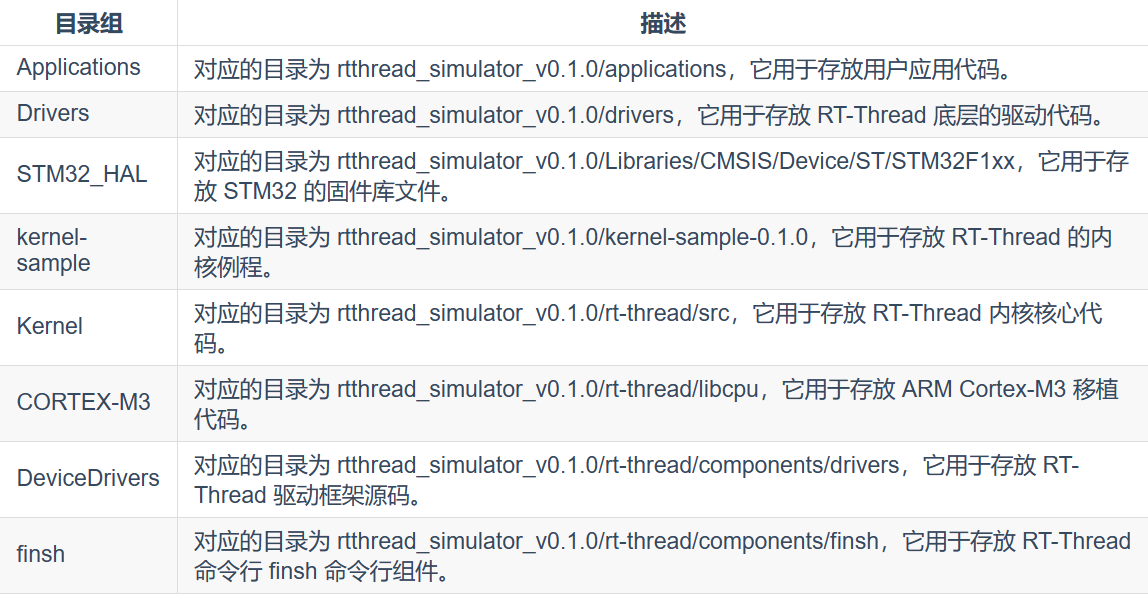 目录组 描述
Applications 对应的目录为 rtthread_simulator_v0.1.0/applications，它用于存放用户应用代码。
Drivers 对应的目录为 rtthread_simulator_v0.1.0/drivers，它用于存放 RT-Thread 底层的驱动代码。
STM32_HAL 对应的目录为 rtthread_simulator_v0.1.0/Libraries/CMSIS/Device/ST/STM32F1xx，它用于存
放 STM32 的固件库文件。
kernel-
sample
对应的目录为 rtthread_simulator_v0.1.0/kernel-sample-0.1.0，它用于存放 RT-Thread 的内
核例程。
Kernel 对应的目录为 rtthread_simulator_v0.1.0/rt-thread/src，它用于存放 RT-Thread 内核核心代
码。
CORTEX-M3 对应的目录为 rtthread_simulator_v0.1.0/rt-thread/libcpu，它用于存放 ARM Cortex-M3 移植
代码。
DeviceDrivers 对应的目录为 rtthread_simulator_v0.1.0/rt-thread/components/drivers，它用于存放 RT-
Thread 驱动框架源码。
finsh 对应的目录为 rtthread_simulator_v0.1.0/rt-thread/components/finsh，它用于存放 RT-Thread
命令行 finsh 命令行组件。